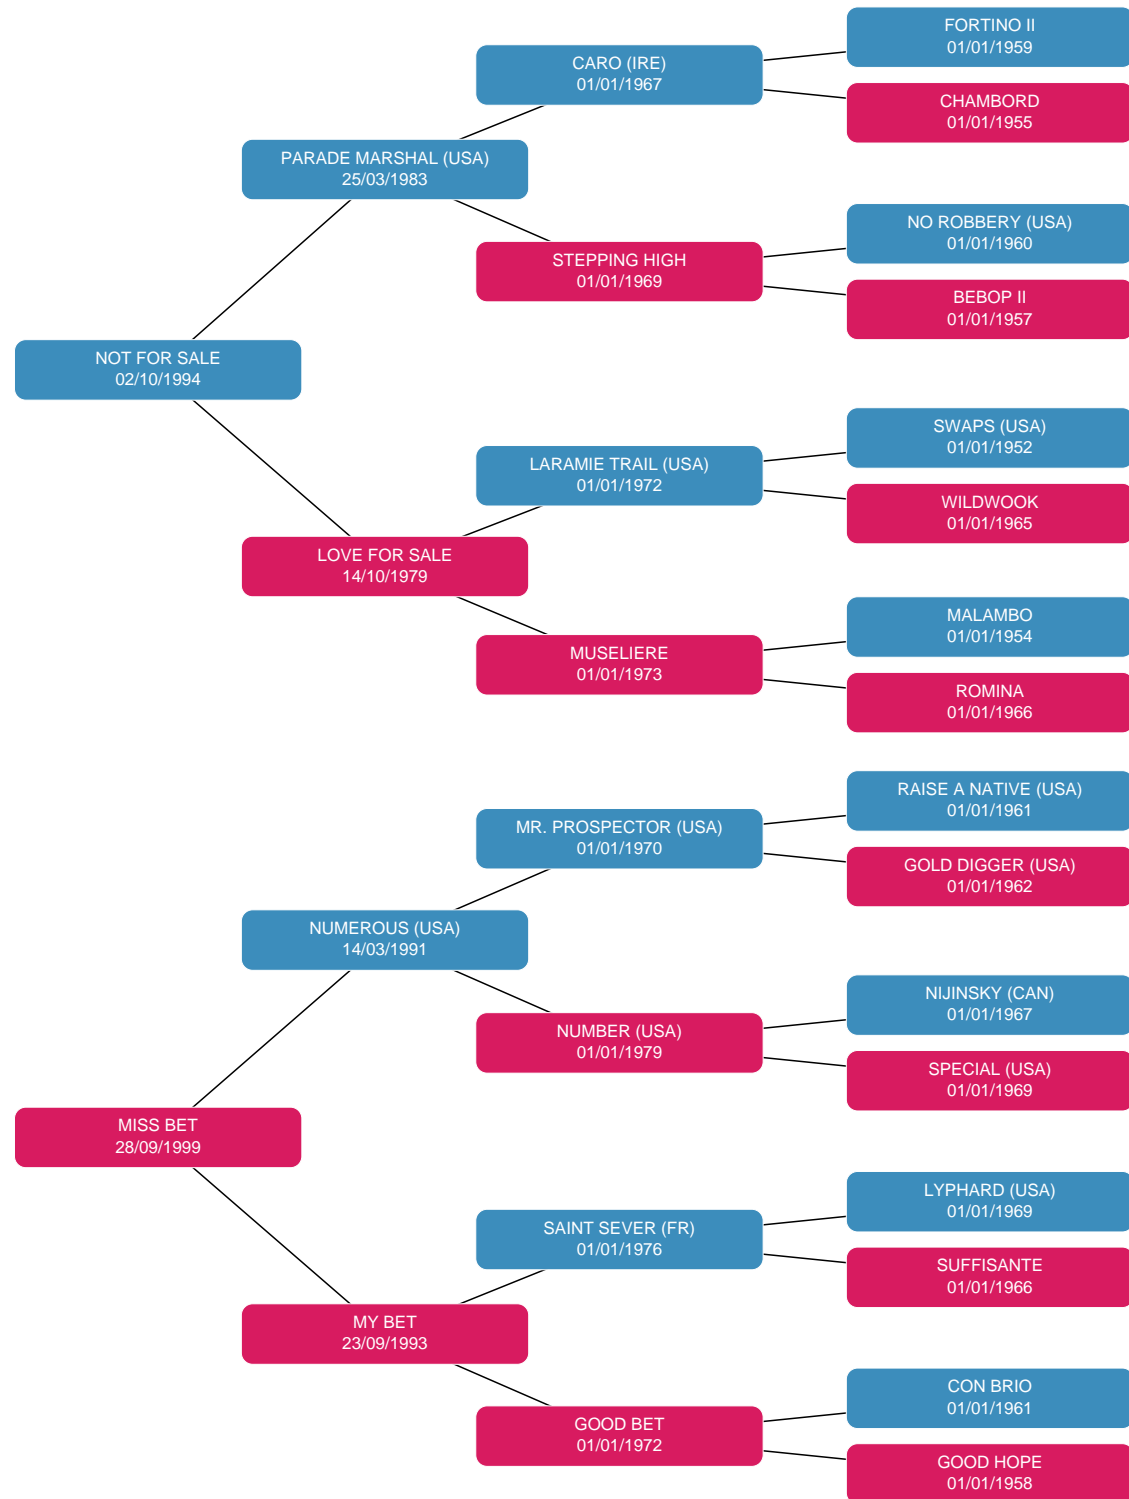 FORTINO II
01/01/1959
CARO (IRE)
01/01/1967
CHAMBORD
01/01/1955
PARADE MARSHAL (USA)
25/03/1983
NO ROBBERY (USA)
01/01/1960
STEPPING HIGH
01/01/1969
BEBOP II
01/01/1957
NOT FOR SALE
02/10/1994
SWAPS (USA)
01/01/1952
LARAMIE TRAIL (USA)
01/01/1972
WILDWOOK
01/01/1965
LOVE FOR SALE
14/10/1979
MALAMBO
01/01/1954
MUSELIERE
01/01/1973
ROMINA
01/01/1966
RAISE A NATIVE (USA)
01/01/1961
MR. PROSPECTOR (USA)
01/01/1970
GOLD DIGGER (USA)
01/01/1962
NUMEROUS (USA)
14/03/1991
NIJINSKY (CAN)
01/01/1967
NUMBER (USA)
01/01/1979
SPECIAL (USA)
01/01/1969
MISS BET
28/09/1999
LYPHARD (USA)
01/01/1969
SAINT SEVER (FR)
01/01/1976
SUFFISANTE
01/01/1966
MY BET
23/09/1993
CON BRIO
01/01/1961
GOOD BET
01/01/1972
GOOD HOPE
01/01/1958